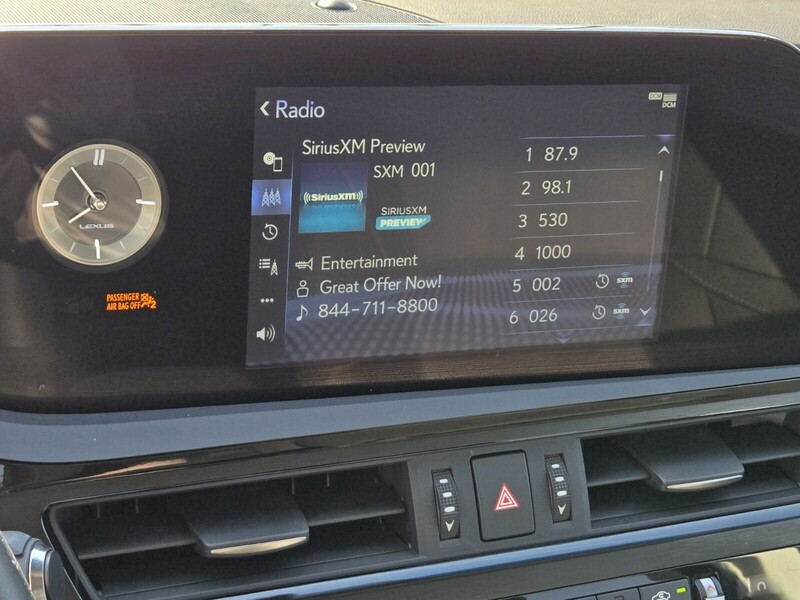 Radio
DCM
SiriusXM Preview
SXM 001
((SiriusXM))
SIRIUSXM
PREVIEW
Entertainment
Great Offer Now!
844-711-8800
1 87.9
2 98.1
3 530
4 1000
5 002 sxm
6 026 sxm
LEXUS
PASSENGER
AIR BAG OFF 2